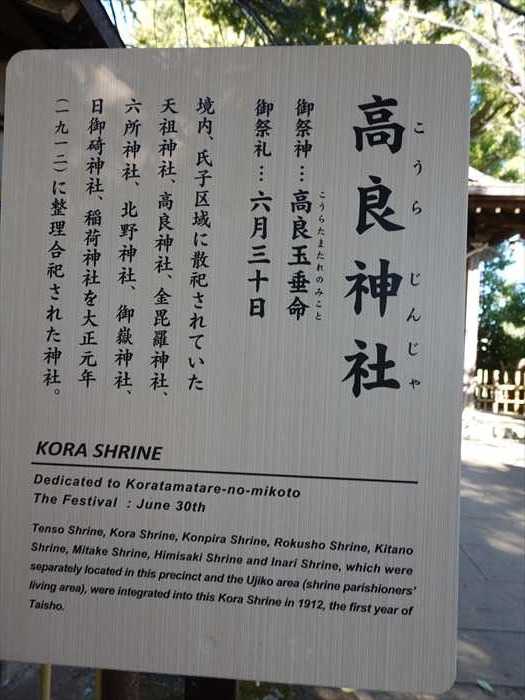 高良神社
こうら じんじゃ
御祭神…高良玉垂命
こうらたまたれのみこと
御祭礼…六月三十日
境内、氏子区域に散祀されていた
天祖神社、高良神社、金毘羅神社、
六所神社、北野神社、御嶽神社、
日御碕神社、稲荷神社を大正元年
（一九一二）に整理合祀された神社。
KORA SHRINE
Dedicated to Koratamatare-no-mikoto
The Festival : June 30th
Tenso Shrine, Kora Shrine, Konpira Shrine, Rokusho Shrine, Kitano
Shrine, Mitake Shrine, Himisaki Shrine and Inari Shrine, which were
separately located in this precinct and the Ujiko area (shrine parishioners'
living area), were integrated into this Kora Shrine in 1912, the first year of
Taisho.